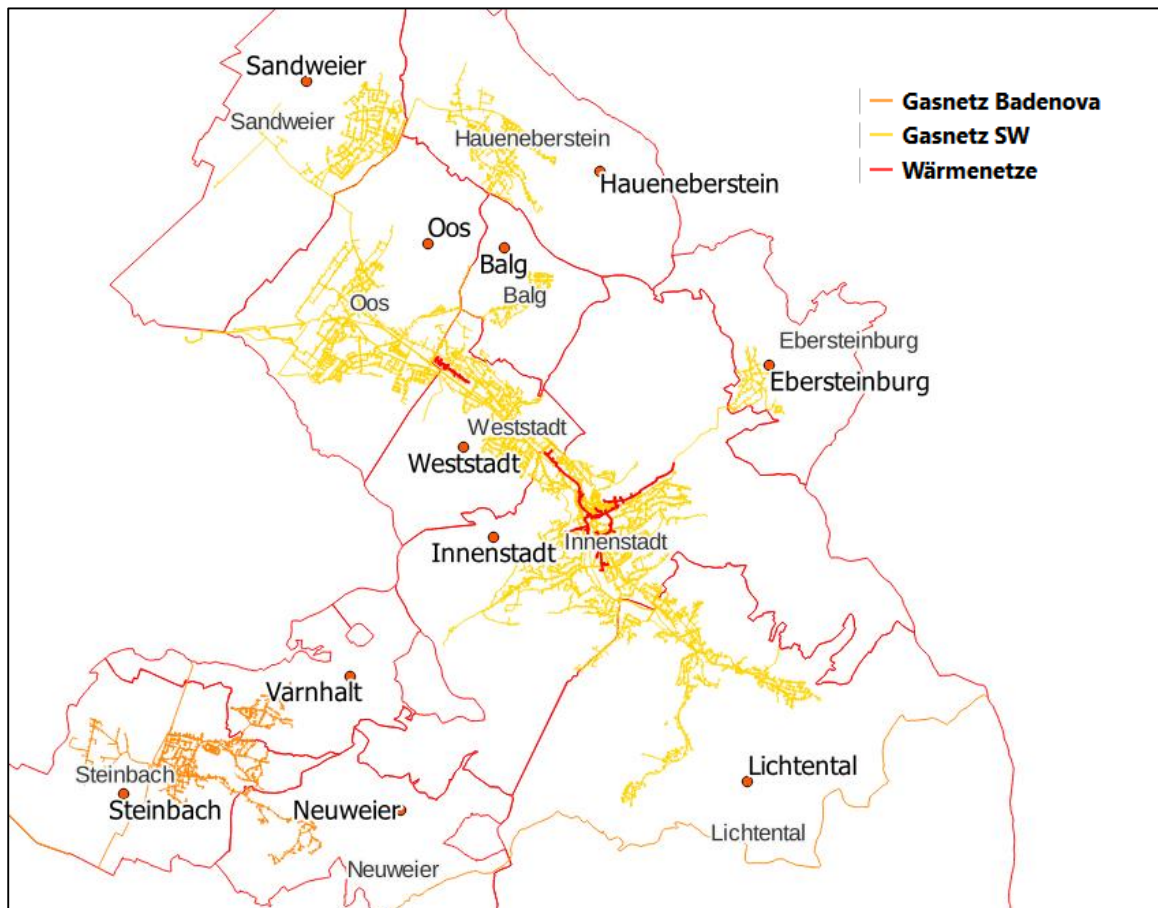 Sandweier
Sandweier
Gasnetz Badenova
Gasnetz SW
Wärmenetze
Haueneberstein
Haueneberstein
Oos
Balg
Balg
Oos
Ebersteinburg
Ebersteinburg
Weststadt
Weststadt
Innenstadt
Innenstadt
Varnhalt
Steinbach
Steinbach
Neuweier
Neuweier
Lichtental
Lichtental